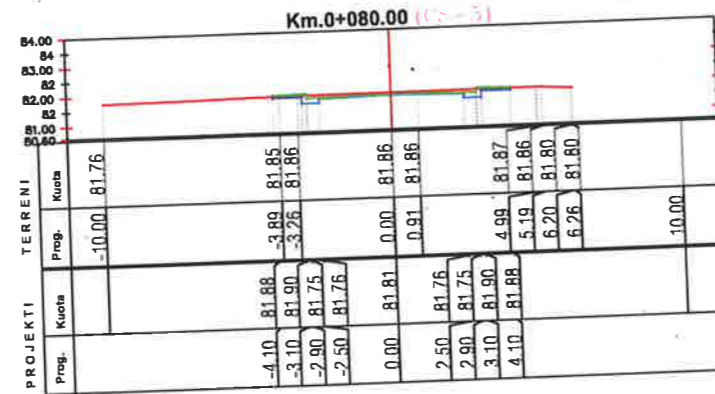 Km.0+080.00 (Cs-5)
84.00
84
83.00
82
82.00
82
81.00
80.60
TERRENI
Kuota
81.76 81.85 81.86 81.86 81.86 81.87 81.86 81.80 81.80
Prog.
-10.00 -3.89 -3.26 0.00 0.91 4.99 5.19 6.20 6.26 10.00
PROJEKTI
Kuota
81.88 81.90 81.75 81.76 81.81 81.76 81.75 81.90 81.88
Prog.
-4.10 -3.10 -2.90 -2.50 0.00 2.50 2.90 3.10 4.10